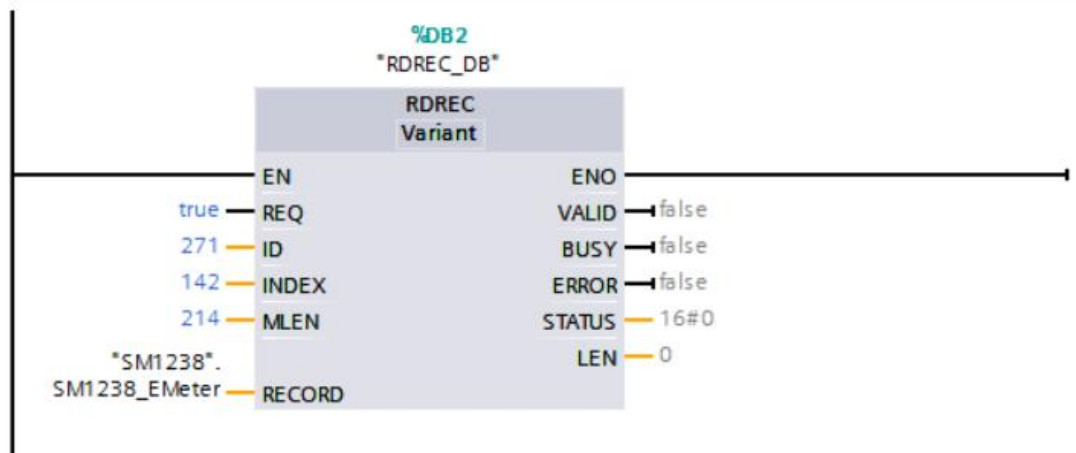 %DB2
"RDREC_DB"
RDREC
Variant
EN ENO
true REQ VALID false
271 ID BUSY false
142 INDEX ERROR false
214 MLEN STATUS 16#0
"SM1238". LEN 0
SM1238_EMeter RECORD